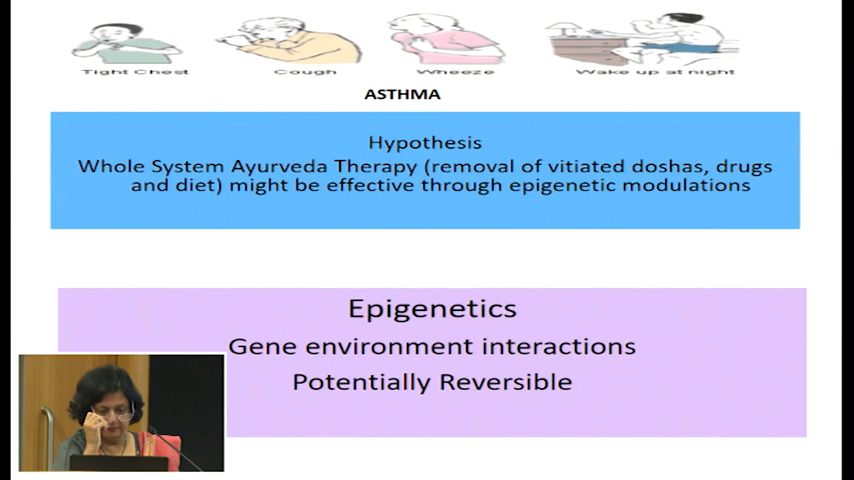 Tight Chest Cough Wheeze Wake up at night
ASTHMA
Hypothesis
Whole System Ayurveda Therapy (removal of vitiated doshas, drugs
and diet) might be effective through epigenetic modulations
Epigenetics
Gene environment interactions
Potentially Reversible